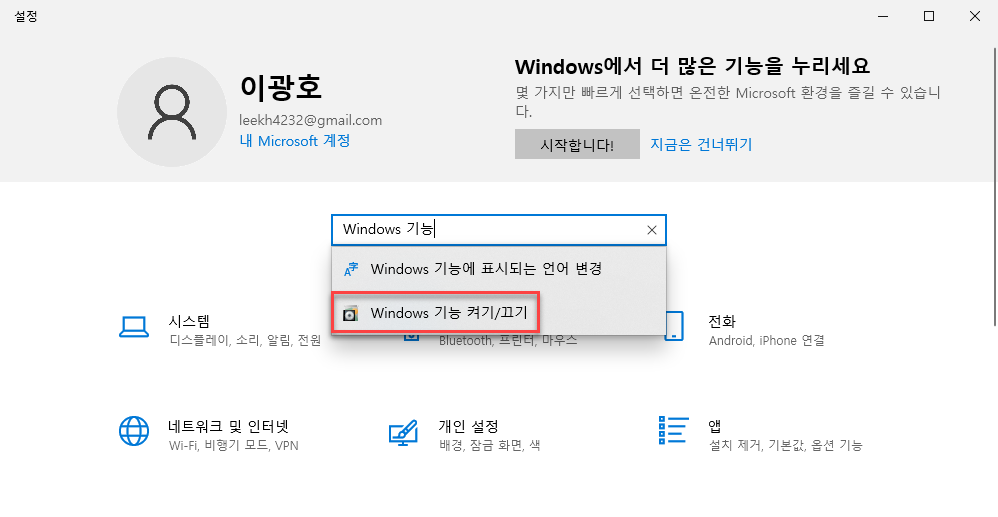 설정
이광호
leekh4232@gmail.com
내 Microsoft 계정
Windows에서 더 많은 기능을 누리세요
몇 가지만 빠르게 선택하면 온전한 Microsoft 환경을 즐길 수 있습니
다.
시작합니다!
지금은 건너뛰기
Windows 기능
Windows 기능에 표시되는 언어 변경
Windows 기능 켜기/끄기
시스템
디스플레이, 소리, 알림, 전원
Bluetooth, 프린터, 마우스
전화
Android, iPhone 연결
네트워크 및 인터넷
Wi-Fi, 비행기 모드, VPN
개인 설정
배경, 잠금 화면, 색
앱
설치 제거, 기본값, 옵션 기능